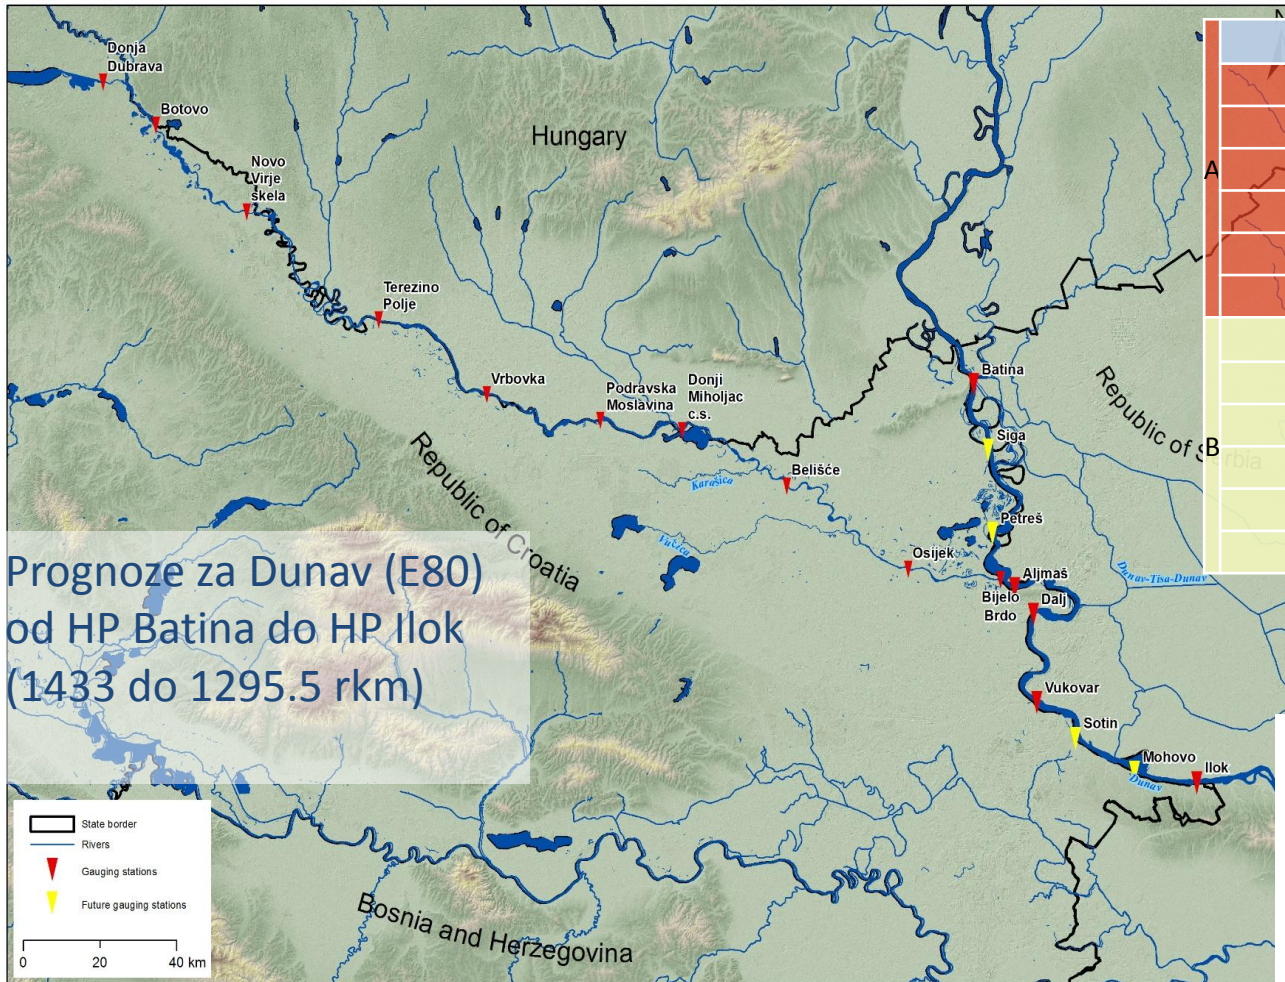 N
Donja
Dubrava
Botovo
Hungary
Novo
Virje
skela
A
Terezino
Polje
Batina
Vrbovka
Podravska
Moslavina
Donji
Miholjac
c.s.
Republic of Serbia
Siga
B
Republic of Croatia
Karašica
Belišće
Petreš
Vučica
Osijek
Aljmaš
Dunav-Tisa-Dunav
Bijelo
Brdo
Dalj
Prognoze za Dunav (E80)
od HP Batina do HP Ilok
(1433 do 1295.5 rkm)
Vukovar
Sotin
Mohovo
Ilok
Dunav
State border
Rivers
Gauging stations
Future gauging stations
0 20 40 km
Bosnia and Herzegovina